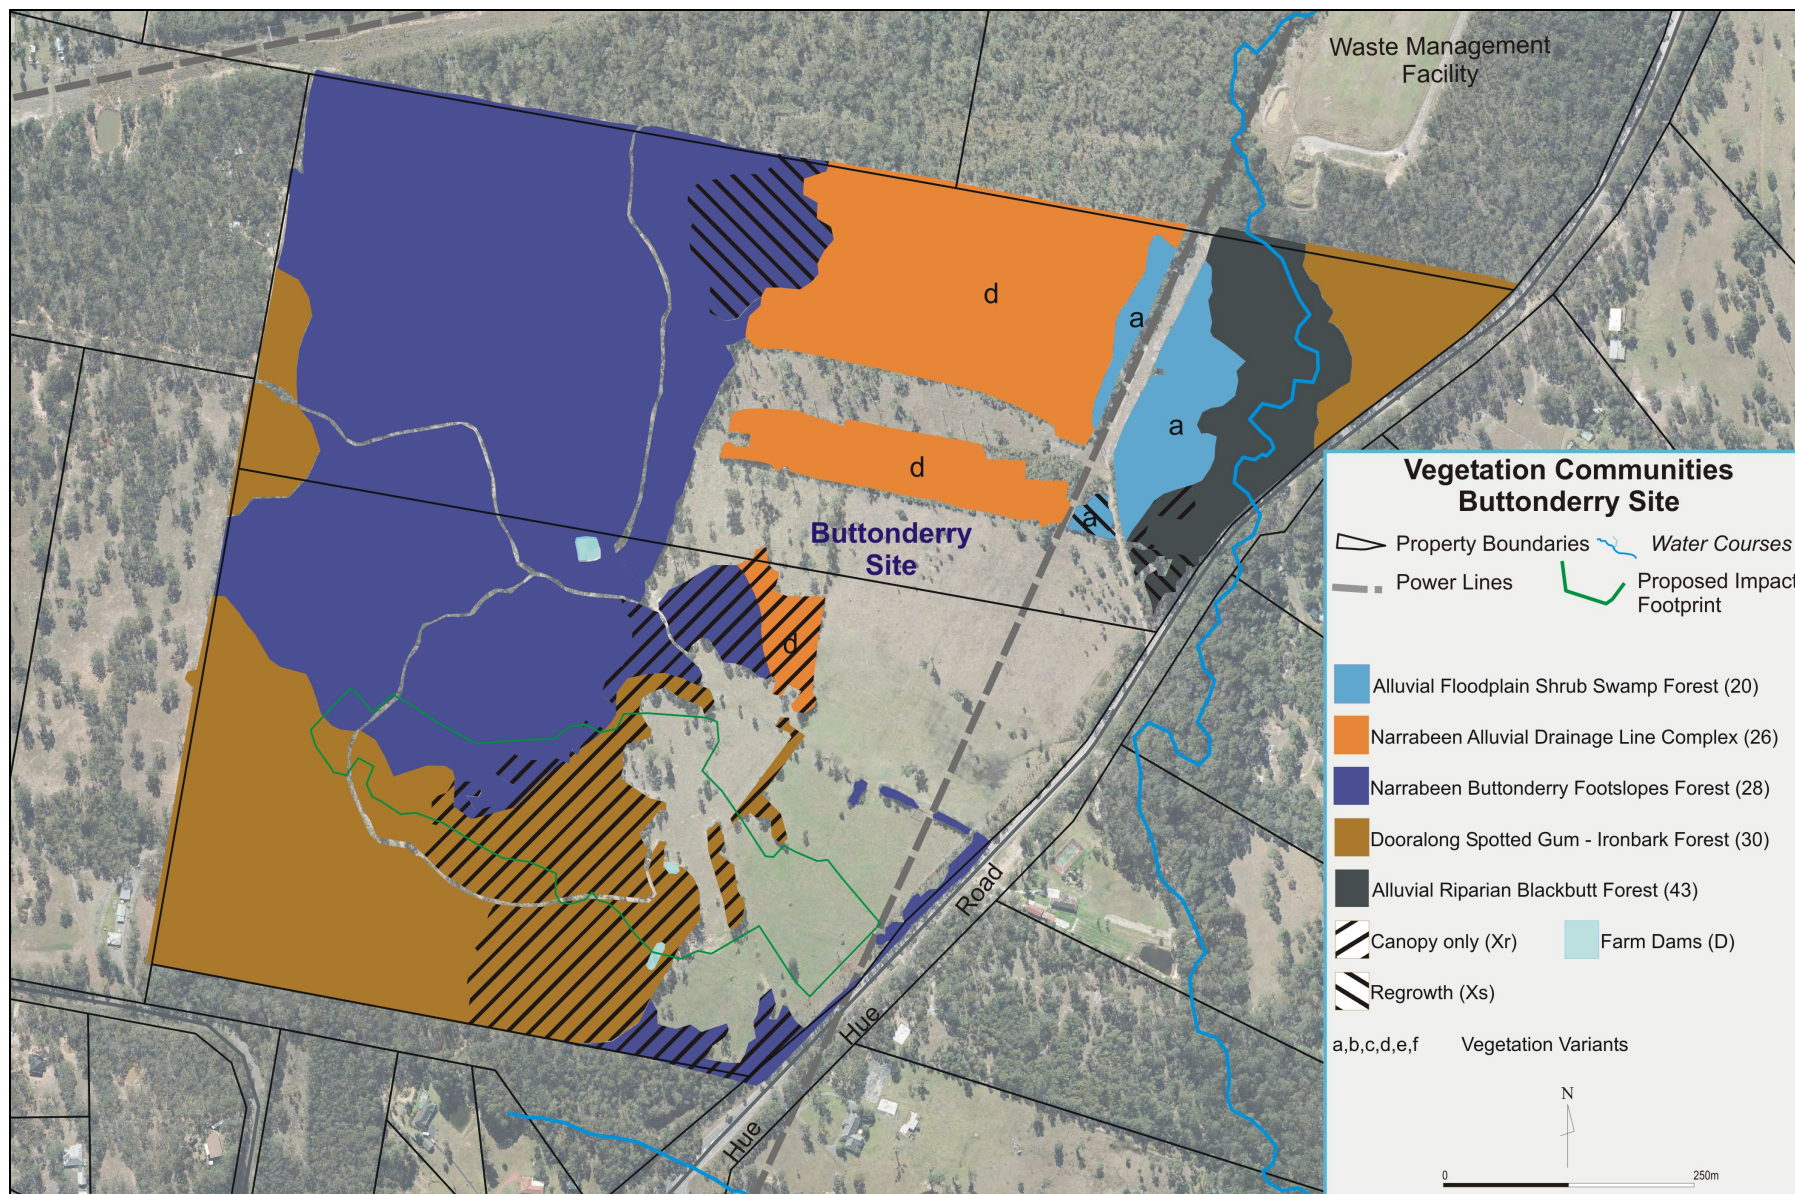 Waste Management
Facility
d
a
a
d
a
Buttonderry
Site
d
Road
Hue
Hue
Vegetation Communities
Buttonderry Site
Property Boundaries
Water Courses
Power Lines
Proposed Impact
Footprint
Alluvial Floodplain Shrub Swamp Forest (20)
Narrabeen Alluvial Drainage Line Complex (26)
Narrabeen Buttonderry Footslopes Forest (28)
Dooralong Spotted Gum - Ironbark Forest (30)
Alluvial Riparian Blackbutt Forest (43)
Canopy only (Xr)
Farm Dams (D)
Regrowth (Xs)
a,b,c,d,e,f Vegetation Variants
N
0 250m